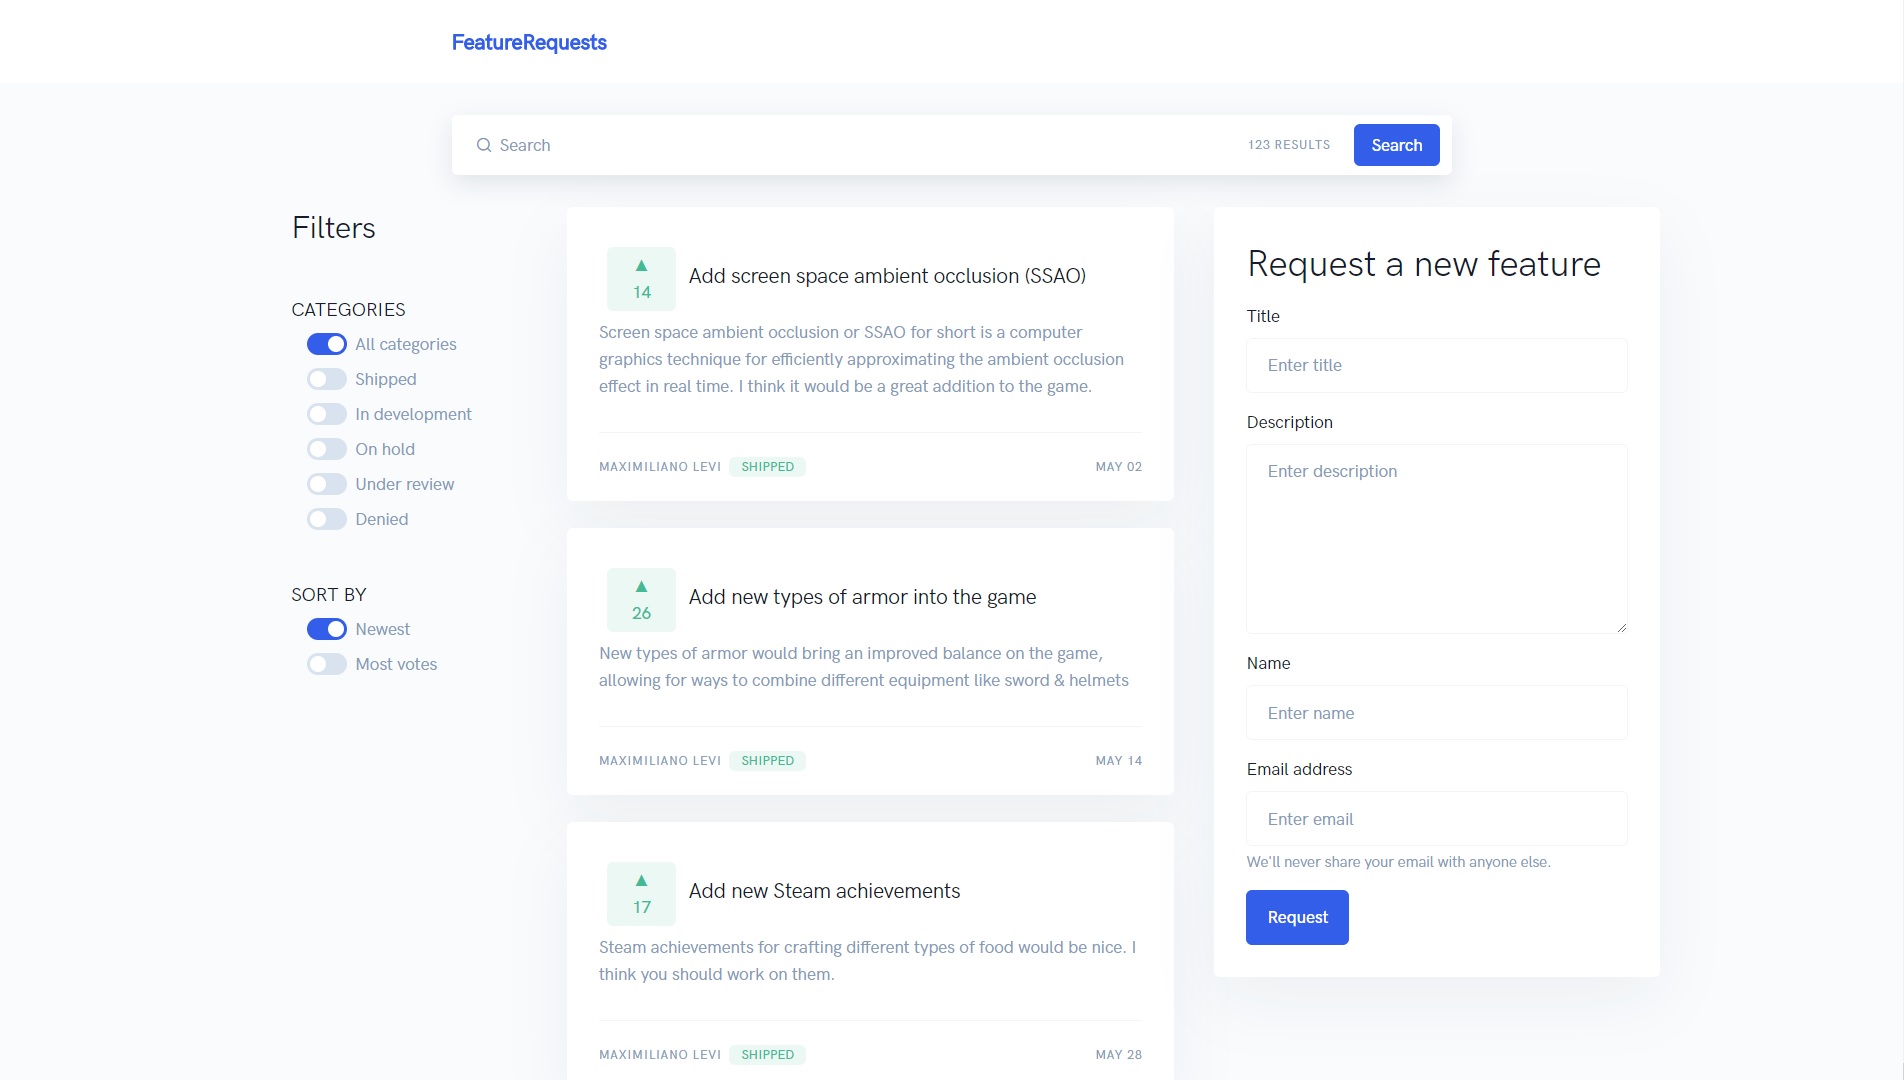 FeatureRequests
Search
123 RESULTS
Search
Filters
CATEGORIES
All categories
Shipped
In development
On hold
Under review
Denied
SORT BY
Newest
Most votes
▲
14
Add screen space ambient occlusion (SSAO)
Screen space ambient occlusion or SSAO for short is a computer
graphics technique for efficiently approximating the ambient occlusion
effect in real time. I think it would be a great addition to the game.
MAXIMILIANO LEVI
SHIPPED
MAY 02
▲
26
Add new types of armor into the game
New types of armor would bring an improved balance on the game,
allowing for ways to combine different equipment like sword & helmets
MAXIMILIANO LEVI
SHIPPED
MAY 14
▲
17
Add new Steam achievements
Steam achievements for crafting different types of food would be nice. I
think you should work on them.
MAXIMILIANO LEVI
SHIPPED
MAY 28
Request a new feature
Title
Enter title
Description
Enter description
Name
Enter name
Email address
Enter email
We'll never share your email with anyone else.
Request